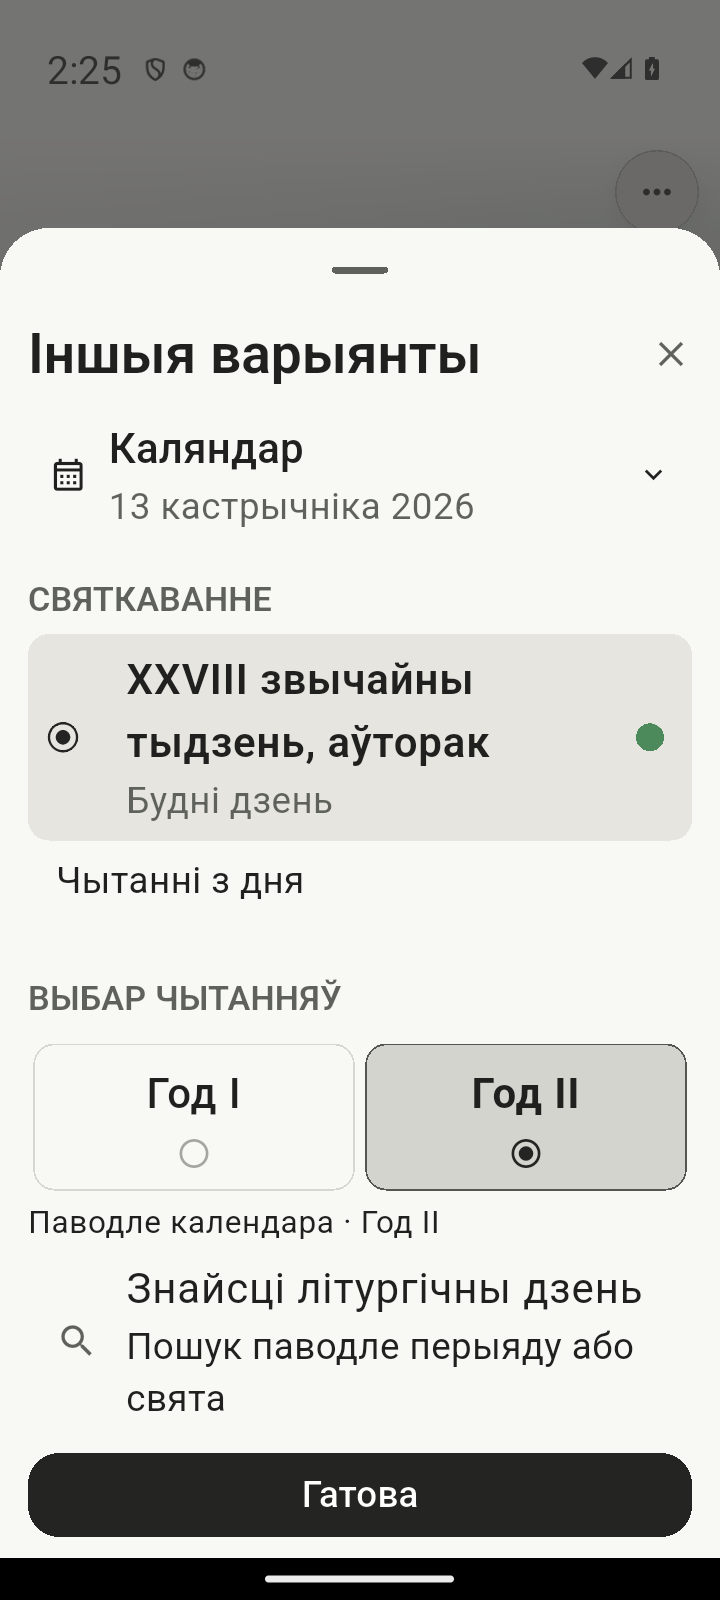 2:25
Іншыя варыянты
Каляндар
13 кастрычніка 2026
СВЯТКАВАННЕ
XXVIII звычайны
тыдзень, аўторак
Будні дзень
Чытанні з дня
ВЫБАР ЧЫТАННЯЎ
Год I
Год II
Паводле календара · Год II
Знайсці літургічны дзень
Пошук паводле перыяду або
свята
Гатова